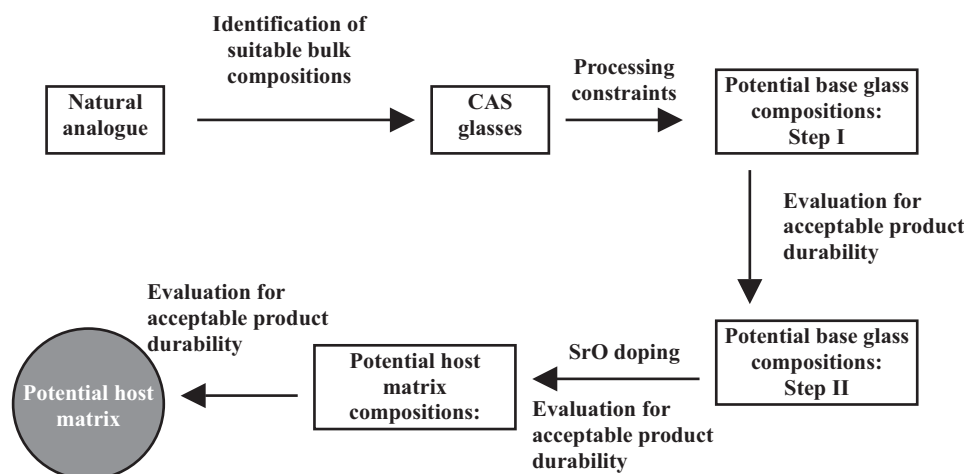 Identification of
suitable bulk
compositions
Natural
analogue
CAS
glasses
Processing
constraints
Potential base glass
compositions:
Step I
Evaluation for
acceptable product
durability
Potential base glass
compositions:
Step II
SrO doping
Evaluation for
acceptable product
durability
Potential host
matrix
compositions:
Evaluation for
acceptable product
durability
Potential host
matrix